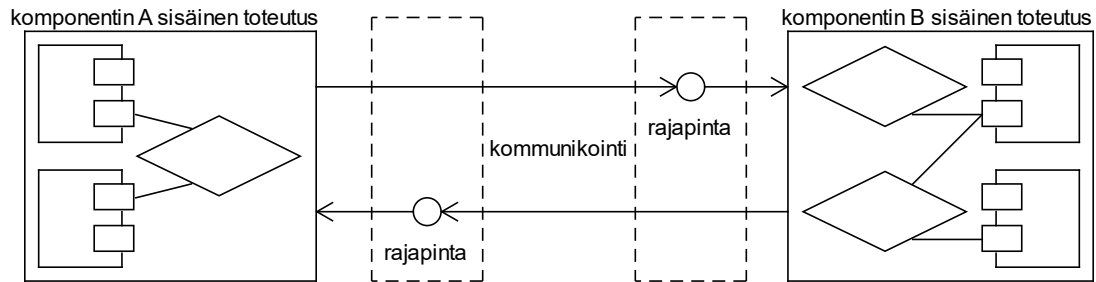 komponentin A sisäinen toteutus
komponentin B sisäinen toteutus
rajapinta
kommunikointi
rajapinta